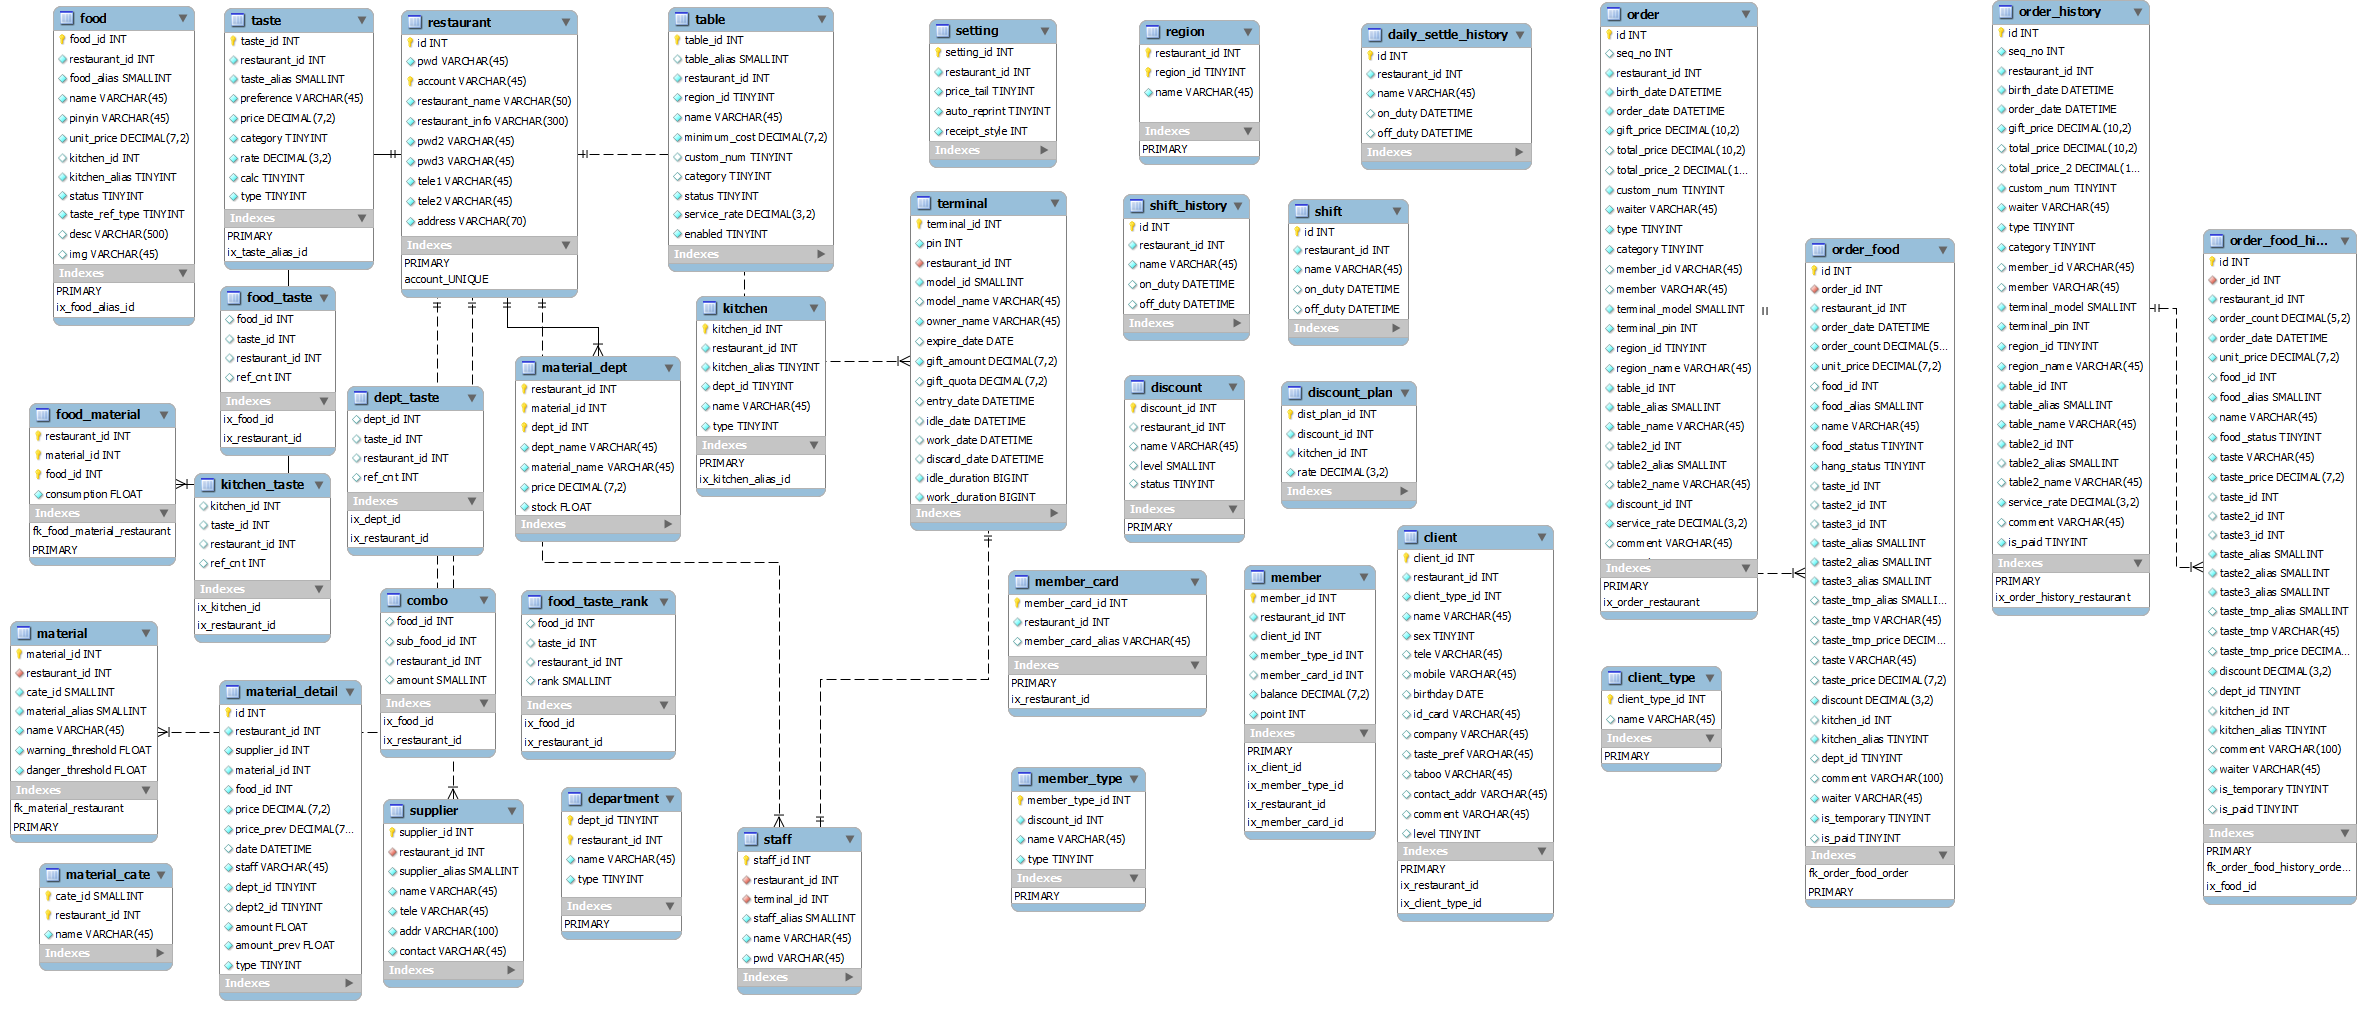 food
food_id INT
restaurant_id INT
food_alias SMALLINT
name VARCHAR(45)
pinyin VARCHAR(45)
unit_price DECIMAL(7,2)
kitchen_id INT
kitchen_alias TINYINT
status TINYINT
taste_ref_type TINYINT
desc VARCHAR(500)
img VARCHAR(45)
Indexes
PRIMARY
ix_food_alias_id
taste
taste_id INT
restaurant_id INT
taste_alias SMALLINT
preference VARCHAR(45)
price DECIMAL(7,2)
category TINYINT
rate DECIMAL(3,2)
calc TINYINT
type TINYINT
Indexes
PRIMARY
ix_taste_alias_id
restaurant
id INT
pwd VARCHAR(45)
account VARCHAR(45)
restaurant_name VARCHAR(50)
restaurant_info VARCHAR(300)
pwd2 VARCHAR(45)
pwd3 VARCHAR(45)
tele1 VARCHAR(45)
tele2 VARCHAR(45)
address VARCHAR(70)
Indexes
PRIMARY
account_UNIQUE
table
table_id INT
table_alias SMALLINT
restaurant_id INT
region_id TINYINT
name VARCHAR(45)
minimum_cost DECIMAL(7,2)
custom_num TINYINT
category TINYINT
status TINYINT
service_rate DECIMAL(3,2)
enabled TINYINT
Indexes
setting
setting_id INT
restaurant_id INT
price_tail TINYINT
auto_reprint TINYINT
receipt_style INT
Indexes
region
restaurant_id INT
region_id TINYINT
name VARCHAR(45)
Indexes
PRIMARY
daily_settle_history
id INT
restaurant_id INT
name VARCHAR(45)
on_duty DATETIME
off_duty DATETIME
Indexes
order
id INT
seq_no INT
restaurant_id INT
birth_date DATETIME
order_date DATETIME
gift_price DECIMAL(10,2)
total_price DECIMAL(10,2)
total_price_2 DECIMAL(1...
custom_num TINYINT
waiter VARCHAR(45)
type TINYINT
category TINYINT
member_id VARCHAR(45)
member VARCHAR(45)
terminal_model SMALLINT
terminal_pin INT
region_id TINYINT
region_name VARCHAR(45)
table_id INT
table_alias SMALLINT
table_name VARCHAR(45)
table2_id INT
table2_alias SMALLINT
table2_name VARCHAR(45)
discount_id INT
service_rate DECIMAL(3,2)
comment VARCHAR(45)
Indexes
PRIMARY
ix_order_restaurant
order_history
id INT
seq_no INT
restaurant_id INT
birth_date DATETIME
order_date DATETIME
gift_price DECIMAL(10,2)
total_price DECIMAL(10,2)
total_price_2 DECIMAL(1...
custom_num TINYINT
waiter VARCHAR(45)
type TINYINT
category TINYINT
member_id VARCHAR(45)
member VARCHAR(45)
terminal_model SMALLINT
terminal_pin INT
region_id TINYINT
region_name VARCHAR(45)
table_id INT
table_alias SMALLINT
table_name VARCHAR(45)
table2_id INT
table2_alias SMALLINT
table2_name VARCHAR(45)
service_rate DECIMAL(3,2)
comment VARCHAR(45)
is_paid TINYINT
Indexes
PRIMARY
ix_order_history_restaurant
terminal
terminal_id INT
pin INT
restaurant_id INT
model_id SMALLINT
model_name VARCHAR(45)
owner_name VARCHAR(45)
expire_date DATE
gift_amount DECIMAL(7,2)
gift_quota DECIMAL(7,2)
entry_date DATETIME
idle_date DATETIME
work_date DATETIME
discard_date DATETIME
idle_duration BIGINT
work_duration BIGINT
Indexes
shift_history
id INT
restaurant_id INT
name VARCHAR(45)
on_duty DATETIME
off_duty DATETIME
Indexes
shift
id INT
restaurant_id INT
name VARCHAR(45)
on_duty DATETIME
off_duty DATETIME
Indexes
order_food
id INT
order_id INT
restaurant_id INT
order_date DATETIME
order_count DECIMAL(5...
unit_price DECIMAL(7,2)
food_id INT
food_alias SMALLINT
name VARCHAR(45)
food_status TINYINT
hang_status TINYINT
taste_id INT
taste2_id INT
taste3_id INT
taste_alias SMALLINT
taste2_alias SMALLINT
taste3_alias SMALLINT
taste_tmp_alias SMALLI...
taste_tmp VARCHAR(45)
taste_tmp_price DECIM...
taste VARCHAR(45)
taste_price DECIMAL(7,2)
discount DECIMAL(3,2)
kitchen_id INT
kitchen_alias TINYINT
dept_id TINYINT
comment VARCHAR(100)
waiter VARCHAR(45)
is_temporary TINYINT
is_paid TINYINT
Indexes
fk_order_food_order
PRIMARY
order_food_hi...
id INT
order_id INT
restaurant_id INT
order_count DECIMAL(5,2)
order_date DATETIME
unit_price DECIMAL(7,2)
food_id INT
food_alias SMALLINT
name VARCHAR(45)
food_status TINYINT
taste VARCHAR(45)
taste_price DECIMAL(7,2)
taste_id INT
taste2_id INT
taste3_id INT
taste_alias SMALLINT
taste2_alias SMALLINT
taste3_alias SMALLINT
taste_tmp_alias SMALLINT
taste_tmp VARCHAR(45)
taste_tmp_price DECIMA...
discount DECIMAL(3,2)
dept_id TINYINT
kitchen_id INT
kitchen_alias TINYINT
comment VARCHAR(100)
waiter VARCHAR(45)
is_temporary TINYINT
is_paid TINYINT
Indexes
PRIMARY
fk_order_food_history_orde...
ix_food_id
food_taste
food_id INT
taste_id INT
restaurant_id INT
ref_cnt INT
Indexes
ix_food_id
ix_restaurant_id
kitchen
kitchen_id INT
restaurant_id INT
kitchen_alias TINYINT
dept_id TINYINT
name VARCHAR(45)
type TINYINT
Indexes
PRIMARY
ix_kitchen_alias_id
material_dept
restaurant_id INT
material_id INT
dept_id INT
dept_name VARCHAR(45)
material_name VARCHAR(45)
price DECIMAL(7,2)
stock FLOAT
Indexes
dept_taste
dept_id INT
taste_id INT
restaurant_id INT
ref_cnt INT
Indexes
ix_dept_id
ix_restaurant_id
discount
discount_id INT
restaurant_id INT
name VARCHAR(45)
level SMALLINT
status TINYINT
Indexes
PRIMARY
discount_plan
dist_plan_id INT
discount_id INT
kitchen_id INT
rate DECIMAL(3,2)
Indexes
food_material
restaurant_id INT
material_id INT
food_id INT
consumption FLOAT
Indexes
fk_food_material_restaurant
PRIMARY
kitchen_taste
kitchen_id INT
taste_id INT
restaurant_id INT
ref_cnt INT
Indexes
ix_kitchen_id
ix_restaurant_id
client
client_id INT
restaurant_id INT
client_type_id INT
name VARCHAR(45)
sex TINYINT
tele VARCHAR(45)
mobile VARCHAR(45)
birthday DATE
id_card VARCHAR(45)
company VARCHAR(45)
taste_pref VARCHAR(45)
taboo VARCHAR(45)
contact_addr VARCHAR(45)
comment VARCHAR(45)
level TINYINT
Indexes
PRIMARY
ix_restaurant_id
ix_client_type_id
member_card
member_card_id INT
restaurant_id INT
member_card_alias VARCHAR(45)
Indexes
PRIMARY
ix_restaurant_id
member
member_id INT
restaurant_id INT
client_id INT
member_type_id INT
member_card_id INT
balance DECIMAL(7,2)
point INT
Indexes
PRIMARY
ix_client_id
ix_member_type_id
ix_restaurant_id
ix_member_card_id
combo
food_id INT
sub_food_id INT
restaurant_id INT
amount SMALLINT
Indexes
ix_food_id
ix_restaurant_id
food_taste_rank
food_id INT
taste_id INT
restaurant_id INT
rank SMALLINT
Indexes
ix_food_id
ix_restaurant_id
material
material_id INT
restaurant_id INT
cate_id SMALLINT
material_alias SMALLINT
name VARCHAR(45)
warning_threshold FLOAT
danger_threshold FLOAT
Indexes
fk_material_restaurant
PRIMARY
client_type
client_type_id INT
name VARCHAR(45)
Indexes
PRIMARY
material_detail
id INT
restaurant_id INT
supplier_id INT
material_id INT
food_id INT
price DECIMAL(7,2)
price_prev DECIMAL(7...
date DATETIME
staff VARCHAR(45)
dept_id TINYINT
dept2_id TINYINT
amount FLOAT
amount_prev FLOAT
type TINYINT
Indexes
member_type
member_type_id INT
discount_id INT
name VARCHAR(45)
type TINYINT
Indexes
PRIMARY
department
dept_id TINYINT
restaurant_id INT
name VARCHAR(45)
type TINYINT
Indexes
PRIMARY
supplier
supplier_id INT
restaurant_id INT
supplier_alias SMALLINT
name VARCHAR(45)
tele VARCHAR(45)
addr VARCHAR(100)
contact VARCHAR(45)
Indexes
staff
staff_id INT
restaurant_id INT
terminal_id INT
staff_alias SMALLINT
name VARCHAR(45)
pwd VARCHAR(45)
Indexes
material_cate
cate_id SMALLINT
restaurant_id INT
name VARCHAR(45)
Indexes